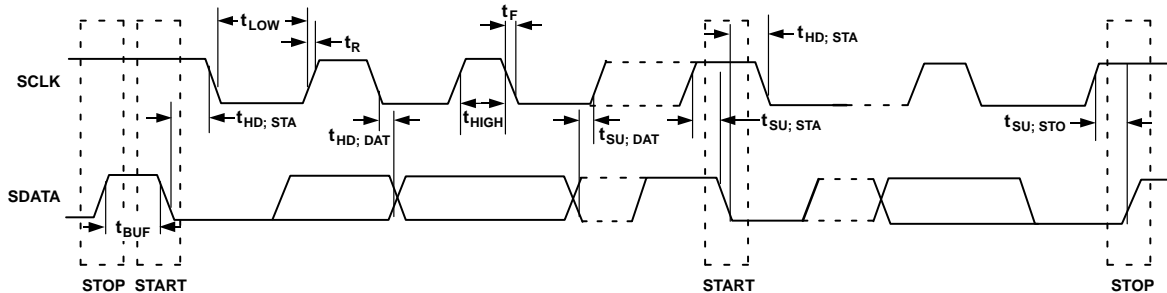 tLOW
tR
tF
tHD; STA
SCLK
tHD; STA
tHD; DAT
tHIGH
tSU; DAT
tSU; STA
tSU; STO
SDATA
tBUF
STOP START START STOP